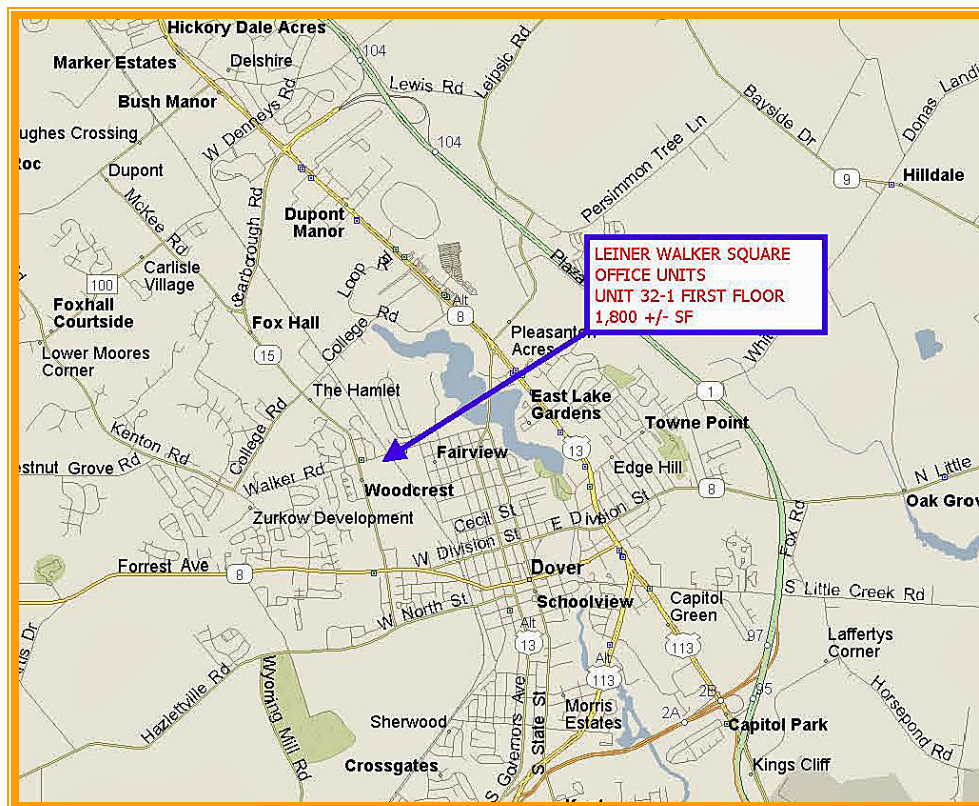 Hickory Dale Acres
104
Marker Estates
Delshire
Lewis Rd
Leipsic Rd
Bush Manor
W Denneys Rd
Bayside Dr
Donas Landi
ughes Crossing
104
Persimmon Tree Ln
Roc
Dupont
9
Hilldale
McKee Rd
Dupont
Manor
Scarborough Rd
LEINER WALKER SQUARE
OFFICE UNITS
UNIT 32-1 FIRST FLOOR
1,800 +/- SF
Plaza
Carlisle
Village
Loop Rd
100
Alt
8
Foxhall
Courtside
Fox Hall
College Rd
Pleasanton
Acres
Whit
Lower Moores
Corner
15
The Hamlet
East Lake
Gardens
1
Kenton Rd
College Rd
Towne Point
estnut Grove Rd
Walker Rd
Fairview
13
Edge Hill
Woodcrest
8
N Little
Oak Grov
Zurkow Development
Cecil St
E Division St
W Division St
Fox Rd
Forrest Ave
8
Dover
Schoolview
Capitol
Green
S Little Creek Rd
W North St
Alt
13
97
Laffertys
Corner
113
Alt
113
Hazlettville Rd
Wyoming Mill Rd
S Governors Ave
S State St
Morris
Estates
2B
2A
95
Horsepond Rd
Sherwood
Capitol Park
Crossgates
Kings Cliff